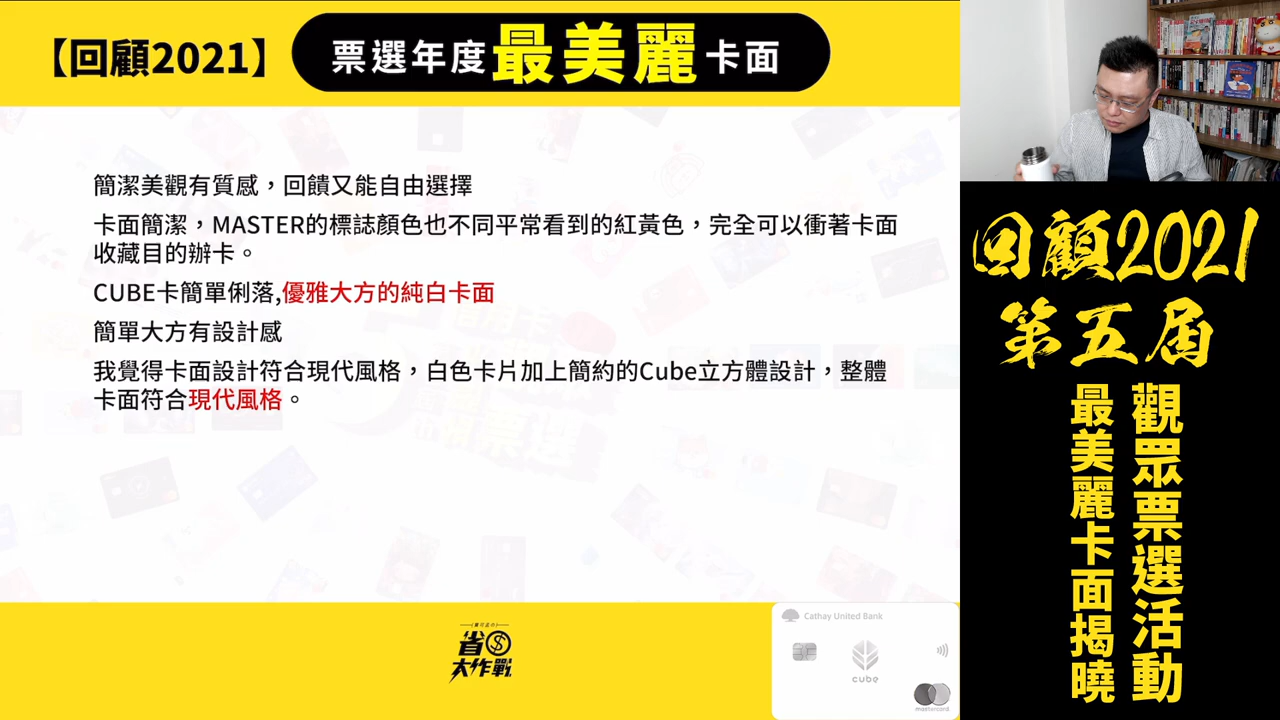 【回顧2021】
票選年度最美麗卡面
簡潔美觀有質感，回饋又能自由選擇
卡面簡潔，MASTER的標誌顏色也不同平常看到的紅黃色，完全可以衝著卡面
收藏目的辦卡。
CUBE卡簡單俐落,優雅大方的純白卡面
簡單大方有設計感
我覺得卡面設計符合現代風格，白色卡片加上簡約的Cube立方體設計，整體
卡面符合現代風格。
省
大作戰
Cathay United Bank
cube
mastercard
回顧2021
第五屆
觀眾票選活動
最美麗卡面揭曉